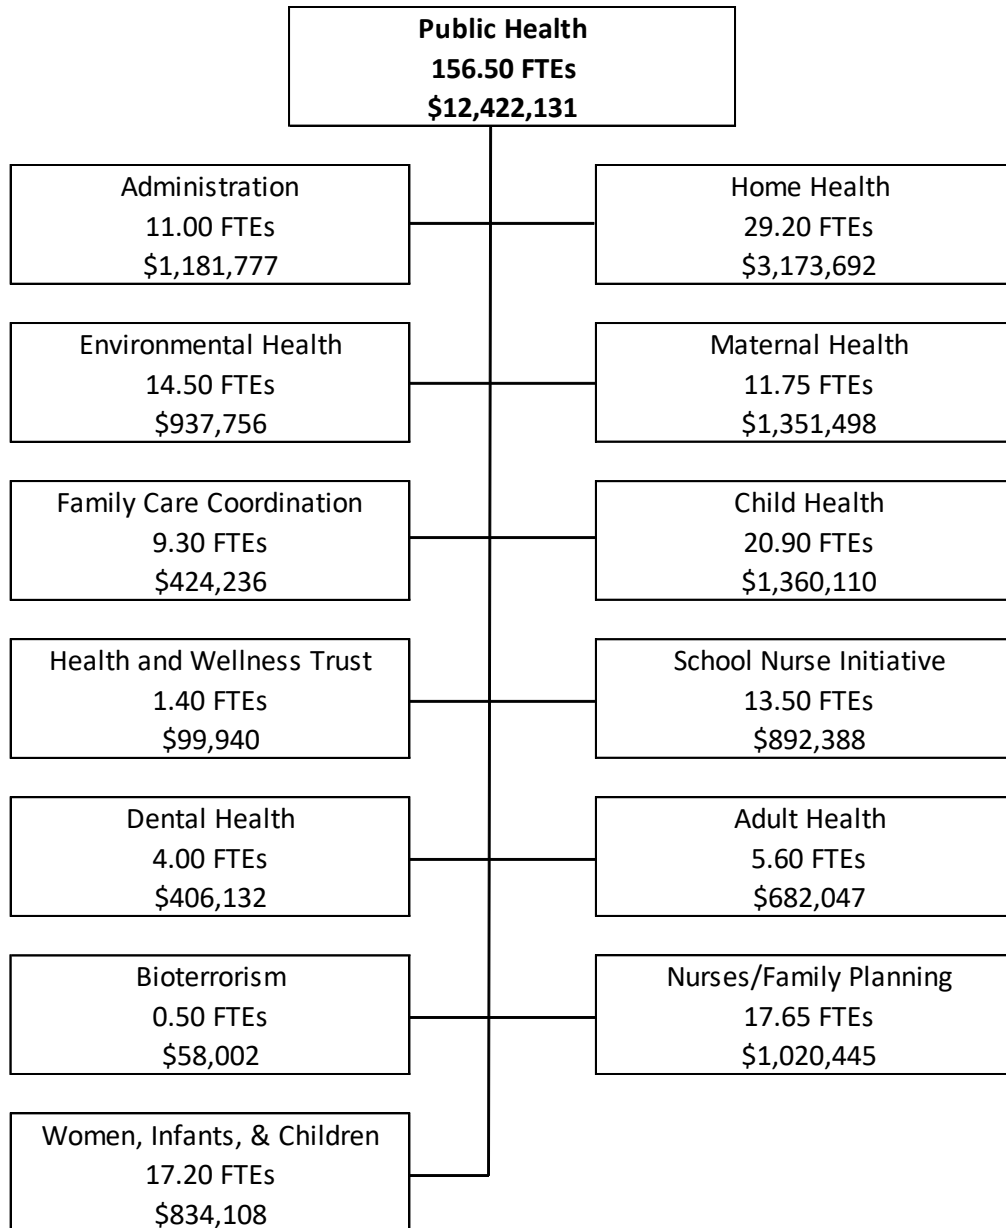 Public Health
156.50 FTEs
$12,422,131
Administration
11.00 FTEs
$1,181,777
Home Health
29.20 FTEs
$3,173,692
Environmental Health
14.50 FTEs
$937,756
Maternal Health
11.75 FTEs
$1,351,498
Family Care Coordination
9.30 FTEs
$424,236
Child Health
20.90 FTEs
$1,360,110
Health and Wellness Trust
1.40 FTEs
$99,940
School Nurse Initiative
13.50 FTEs
$892,388
Dental Health
4.00 FTEs
$406,132
Adult Health
5.60 FTEs
$682,047
Bioterrorism
0.50 FTEs
$58,002
Nurses/Family Planning
17.65 FTEs
$1,020,445
Women, Infants, & Children
17.20 FTEs
$834,108